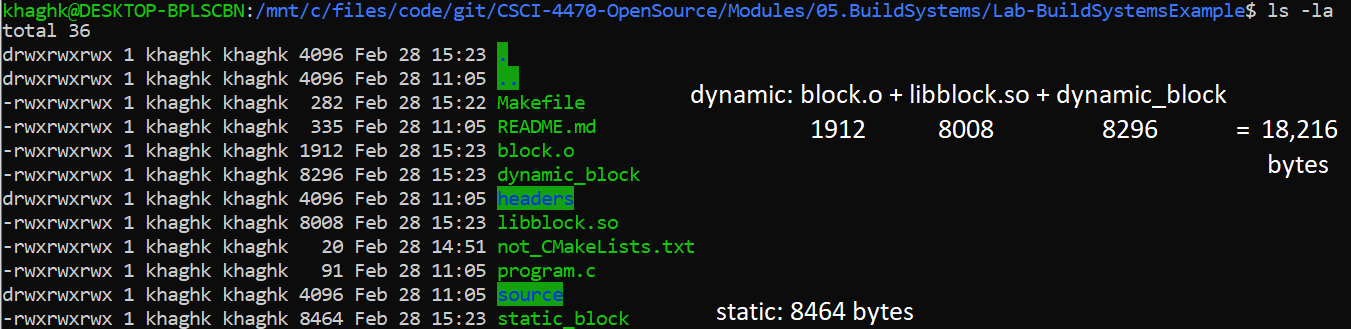 khaghk@DESKTOP-BPLSCBN:/mnt/c/files/code/git/CSCI-4470-OpenSource/Modules/05.BuildSystems/Lab-BuildSystemsExample$ ls -la
total 36
drwxrwxrwx 1 khaghk khaghk 4096 Feb 28 15:23 .
drwxrwxrwx 1 khaghk khaghk 4096 Feb 28 11:05 ..
-rwxrwxrwx 1 khaghk khaghk  282 Feb 28 15:22 Makefile
-rwxrwxrwx 1 khaghk khaghk  335 Feb 28 11:05 README.md
-rwxrwxrwx 1 khaghk khaghk 1912 Feb 28 15:23 block.o
-rwxrwxrwx 1 khaghk khaghk 8296 Feb 28 15:23 dynamic_block
drwxrwxrwx 1 khaghk khaghk 4096 Feb 28 11:05 headers
-rwxrwxrwx 1 khaghk khaghk 8008 Feb 28 15:23 libblock.so
-rwxrwxrwx 1 khaghk khaghk   20 Feb 28 14:51 not_CMakeLists.txt
-rwxrwxrwx 1 khaghk khaghk   91 Feb 28 11:05 program.c
drwxrwxrwx 1 khaghk khaghk 4096 Feb 28 11:05 source
-rwxrwxrwx 1 khaghk khaghk 8464 Feb 28 15:23 static_block
dynamic: block.o + libblock.so + dynamic_block
1912 8008 8296 = 18,216
bytes
static: 8464 bytes